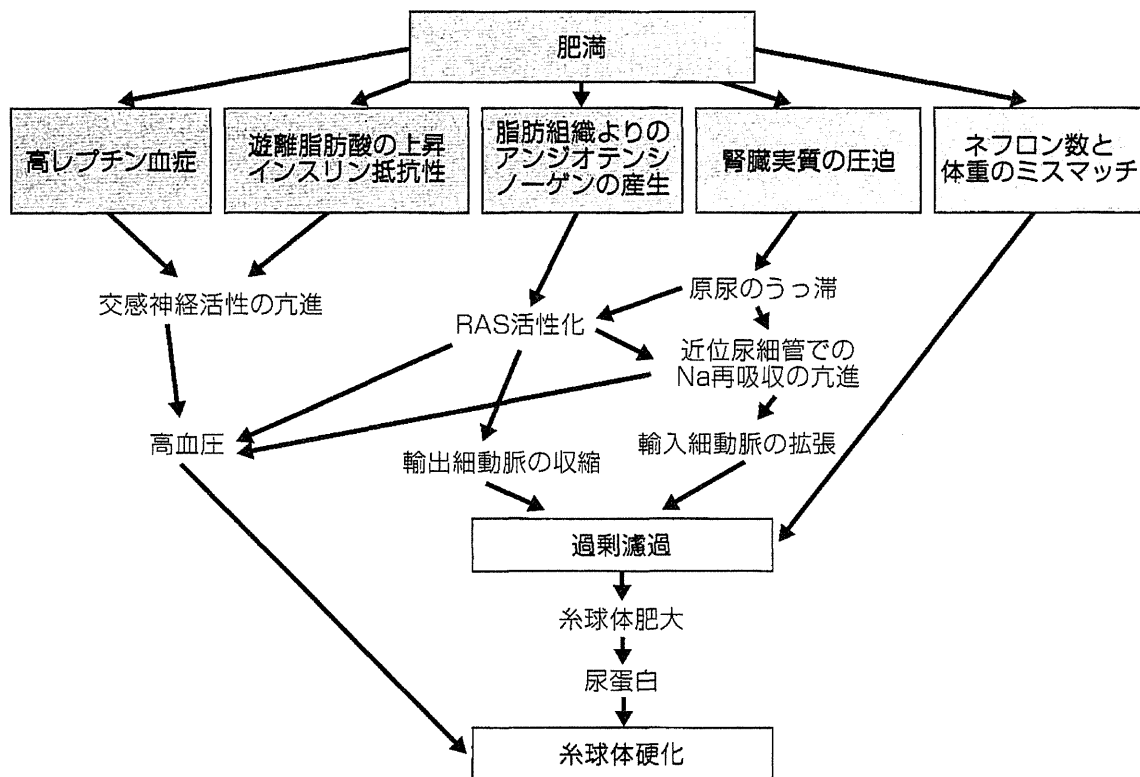 肥満
高レプチン血症
遊離脂肪酸の上昇
インスリン抵抗性
脂肪組織よりの
アンジオテンシ
ノーゲンの産生
腎臓実質の圧迫
ネフロン数と
体重のミスマッチ
交感神経活性の亢進
原尿のうっ滞
RAS活性化
近位尿細管での
Na再吸収の亢進
高血圧
輸出細動脈の収縮
輸入細動脈の拡張
過剰濾過
糸球体肥大
尿蛋白
糸球体硬化